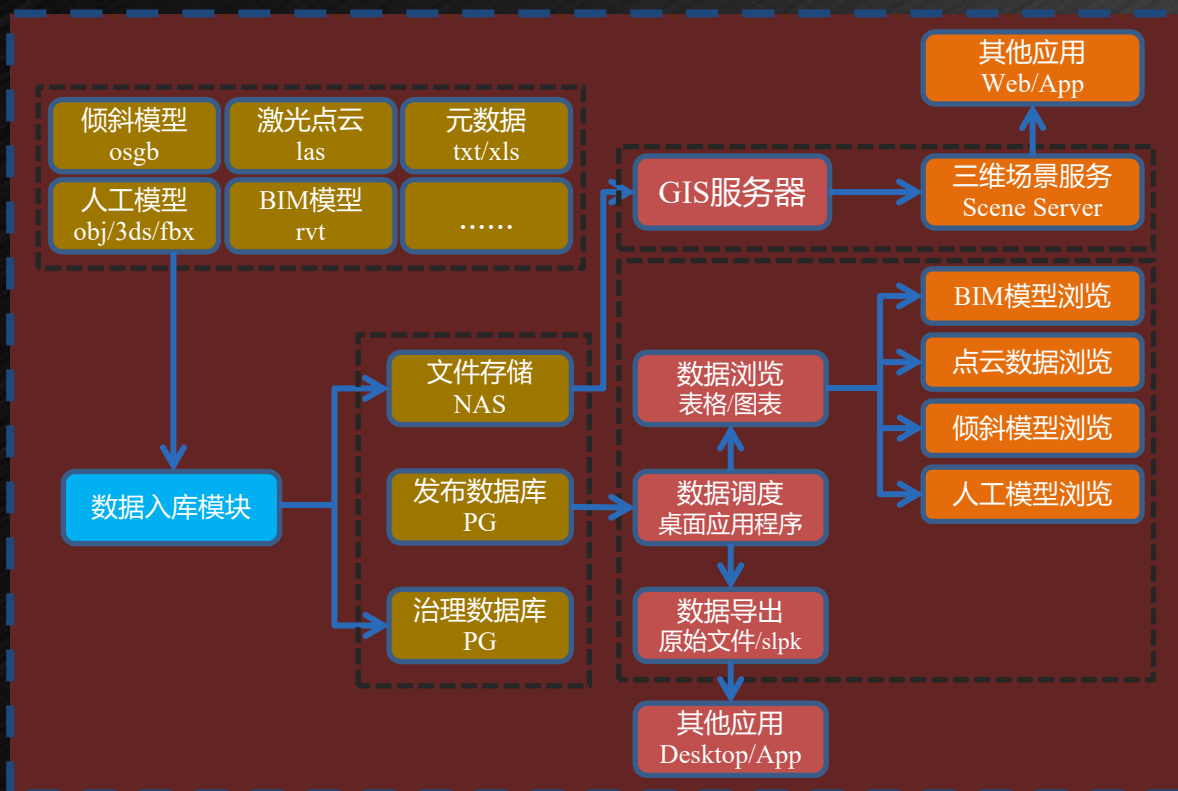 倾斜模型
osgb
激光点云
las
元数据
txt/xls
人工模型
obj/3ds/fbx
BIM模型
rvt
......
其他应用
Web/App
GIS服务器
三维场景服务
Scene Server
数据入库模块
文件存储
NAS
发布数据库
PG
治理数据库
PG
数据浏览
表格/图表
数据调度
桌面应用程序
数据导出
原始文件/slpk
其他应用
Desktop/App
BIM模型浏览
点云数据浏览
倾斜模型浏览
人工模型浏览